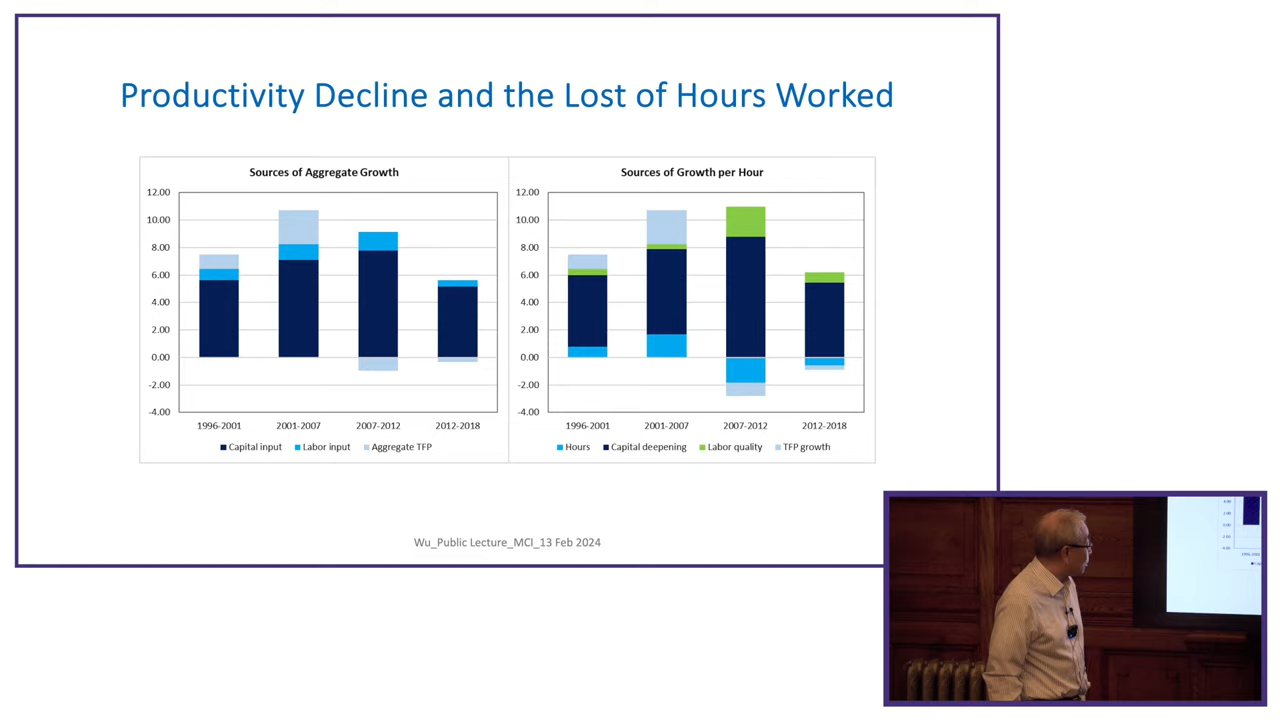 Productivity Decline and the Lost of Hours Worked
Sources of Aggregate Growth
12.00
10.00
8.00
6.00
4.00
2.00
0.00
-2.00
-4.00
1996-2001 2001-2007 2007-2012 2012-2018
Capital input Labor input Aggregate TFP
Sources of Growth per Hour
12.00
10.00
8.00
6.00
4.00
2.00
0.00
-2.00
-4.00
1996-2001 2001-2007 2007-2012 2012-2018
Hours Capital deepening Labor quality TFP growth
Wu_Public Lecture_MCI_13 Feb 2024